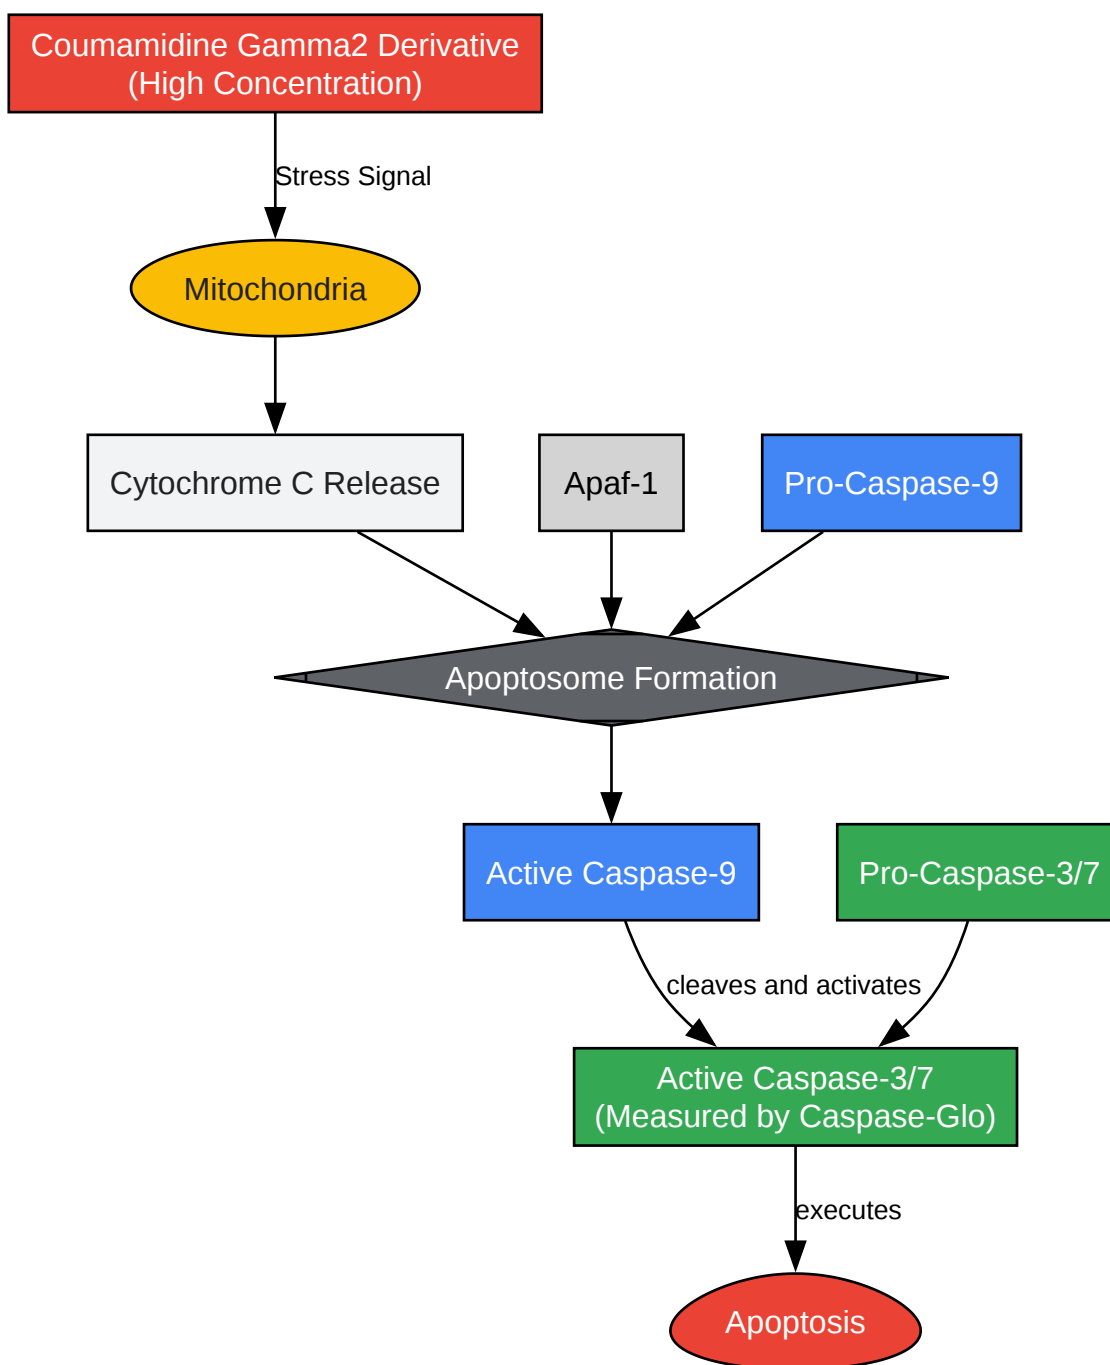 Coumamidine Gamma2 Derivative
(High Concentration)
Stress Signal
Mitochondria
Cytochrome C Release
Apaf-1
Pro-Caspase-9
Apoptosome Formation
Active Caspase-9
Pro-Caspase-3/7
cleaves and activates
Active Caspase-3/7
(Measured by Caspase-Glo)
executes
Apoptosis